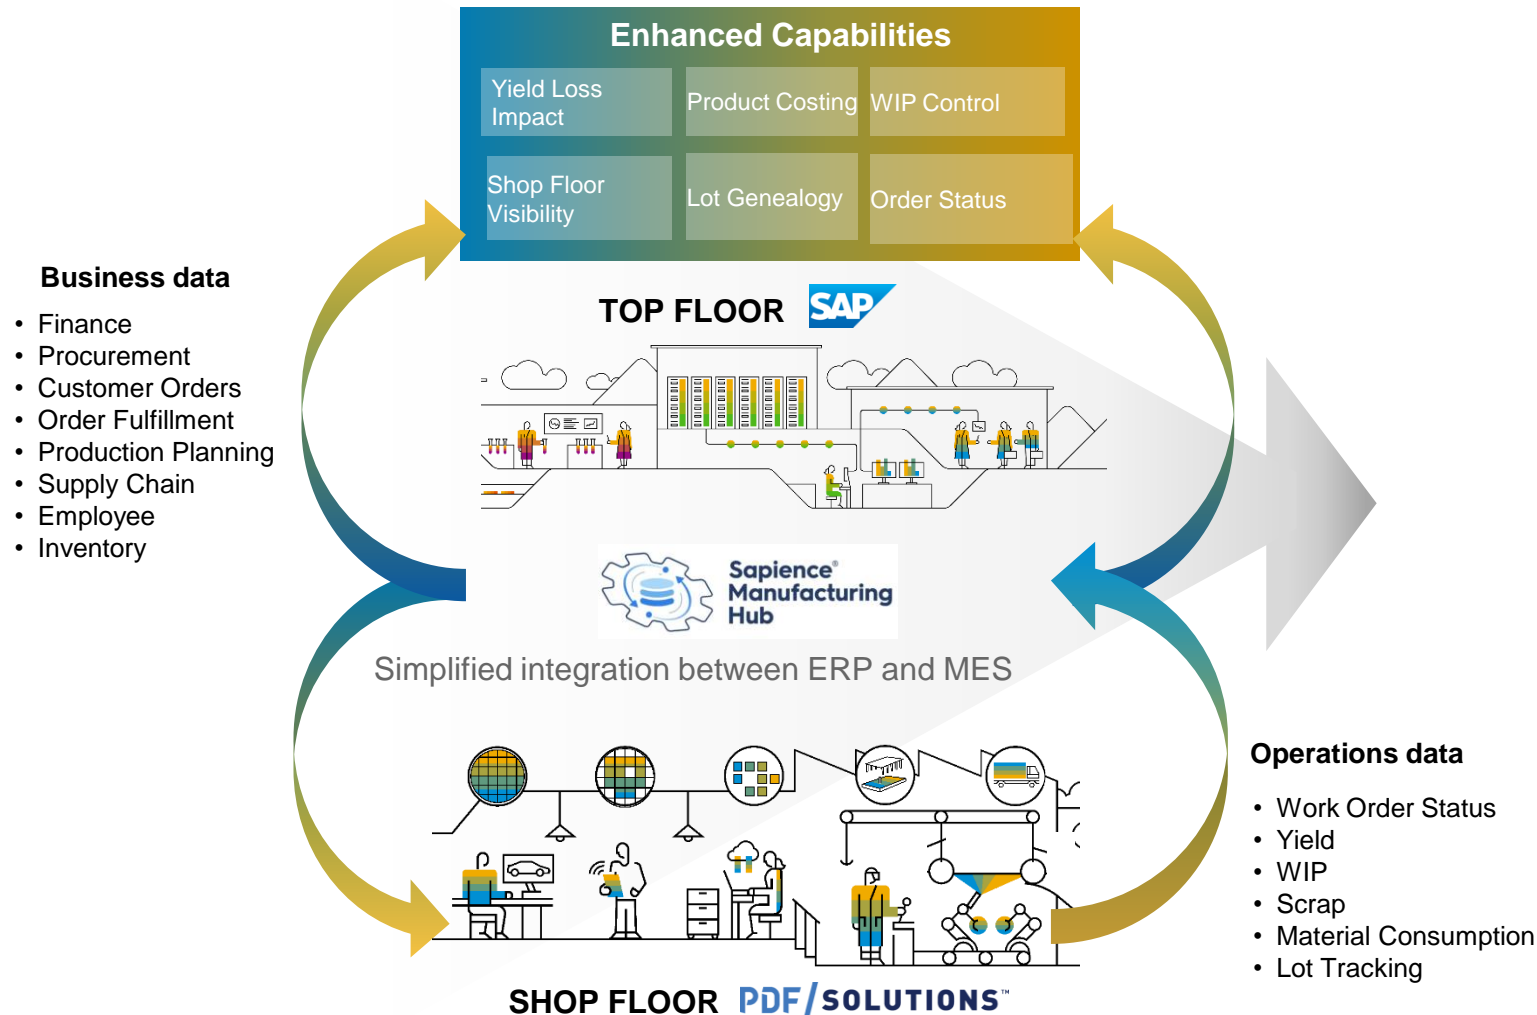 Enhanced Capabilities
Yield Loss
Impact
Product Costing
WIP Control
Shop Floor
Visibility
Lot Genealogy
Order Status
Business data
• Finance
• Procurement
• Customer Orders
• Order Fulfillment
• Production Planning
• Supply Chain
• Employee
• Inventory
TOP FLOOR
SAP
Sapience®
Manufacturing
Hub
Simplified integration between ERP and MES
Operations data
• Work Order Status
• Yield
• WIP
• Scrap
• Material Consumption
• Lot Tracking
SHOP FLOOR
PDF/SOLUTIONS™